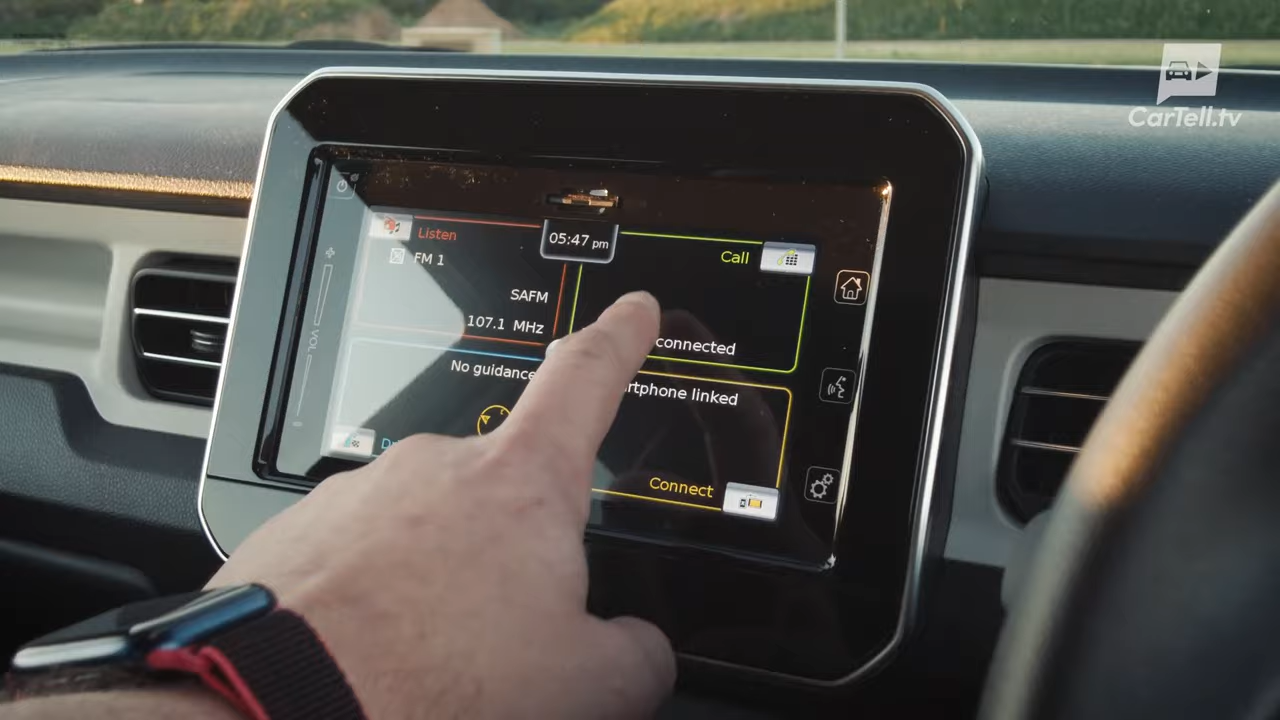 CarTell.tv
05:47 pm
Listen
FM 1
SAFM
107.1 MHz
Call
connected
VOL
No guidance
rtphone linked
Connect